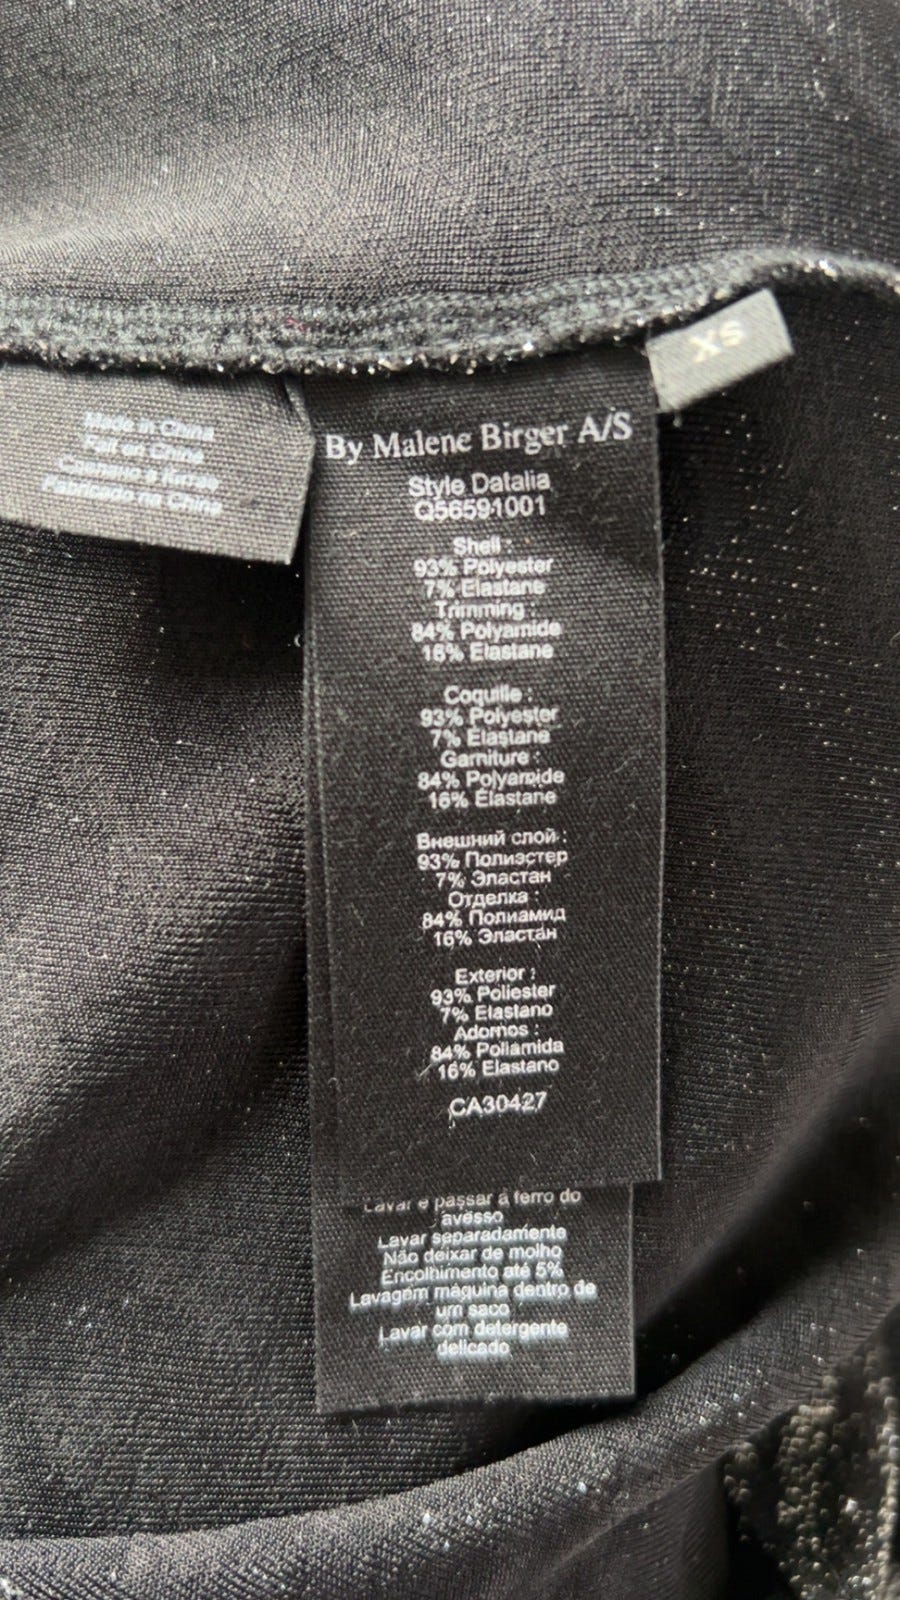 Made in China
Fait en Chine
Сделано в Китае
Fabricado na China
XS
By Malene Birger A/S
Style Datalia
Q56591001
Shell :
93% Polyester
7% Elastane
Trimming :
84% Polyamide
16% Elastane
Coquille :
93% Polyester
7% Elastane
Garniture :
84% Polyamide
16% Elastane
Внешний слой :
93% Полиэстер
7% Эластан
Отделка :
84% Полиамид
16% Эластан
Exterior :
93% Poliester
7% Elastano
Adornos :
84% Poliamida
16% Elastano
CA30427
Lavar e passar a ferro do
avesso
Lavar separadamente
Não deixar de molho
Encolhimento até 5%
Lavagem máquina dentro de
um saco
Lavar com detergente
delicado